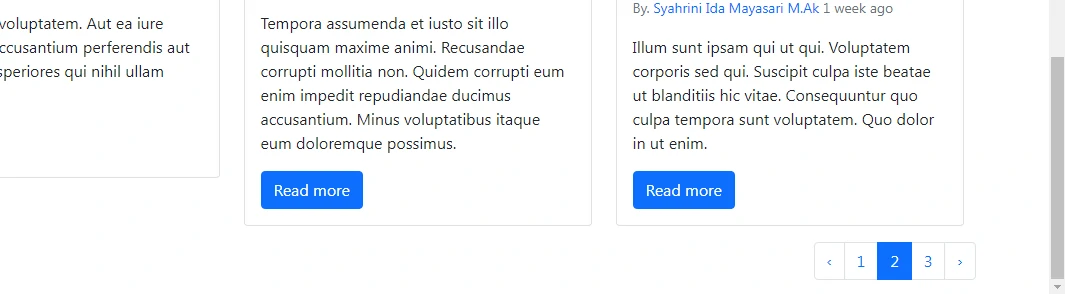 voluptatem. Aut ea iure
ccusantium perferendis aut
speriores qui nihil ullam
Tempora assumenda et iusto sit illo
quisquam maxime animi. Recusandae
corrupti mollitia non. Quidem corrupti eum
enim impedit repudiandae ducimus
accusantium. Minus voluptatibus itaque
eum doloremque possimus.
Read more
By. Syahrini Ida Mayasari M.Ak 1 week ago
Illum sunt ipsam qui ut qui. Voluptatem
corporis sed qui. Suscipit culpa iste beatae
ut blanditiis hic vitae. Consequuntur quo
culpa tempora sunt voluptatem. Quo dolor
in ut enim.
Read more
‹ 1 2 3 ›